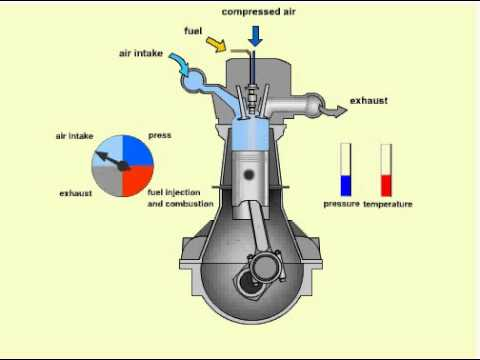 compressed air
fuel
air intake
exhaust
air intake
press
exhaust
fuel injection
and combustion
pressure
temperature